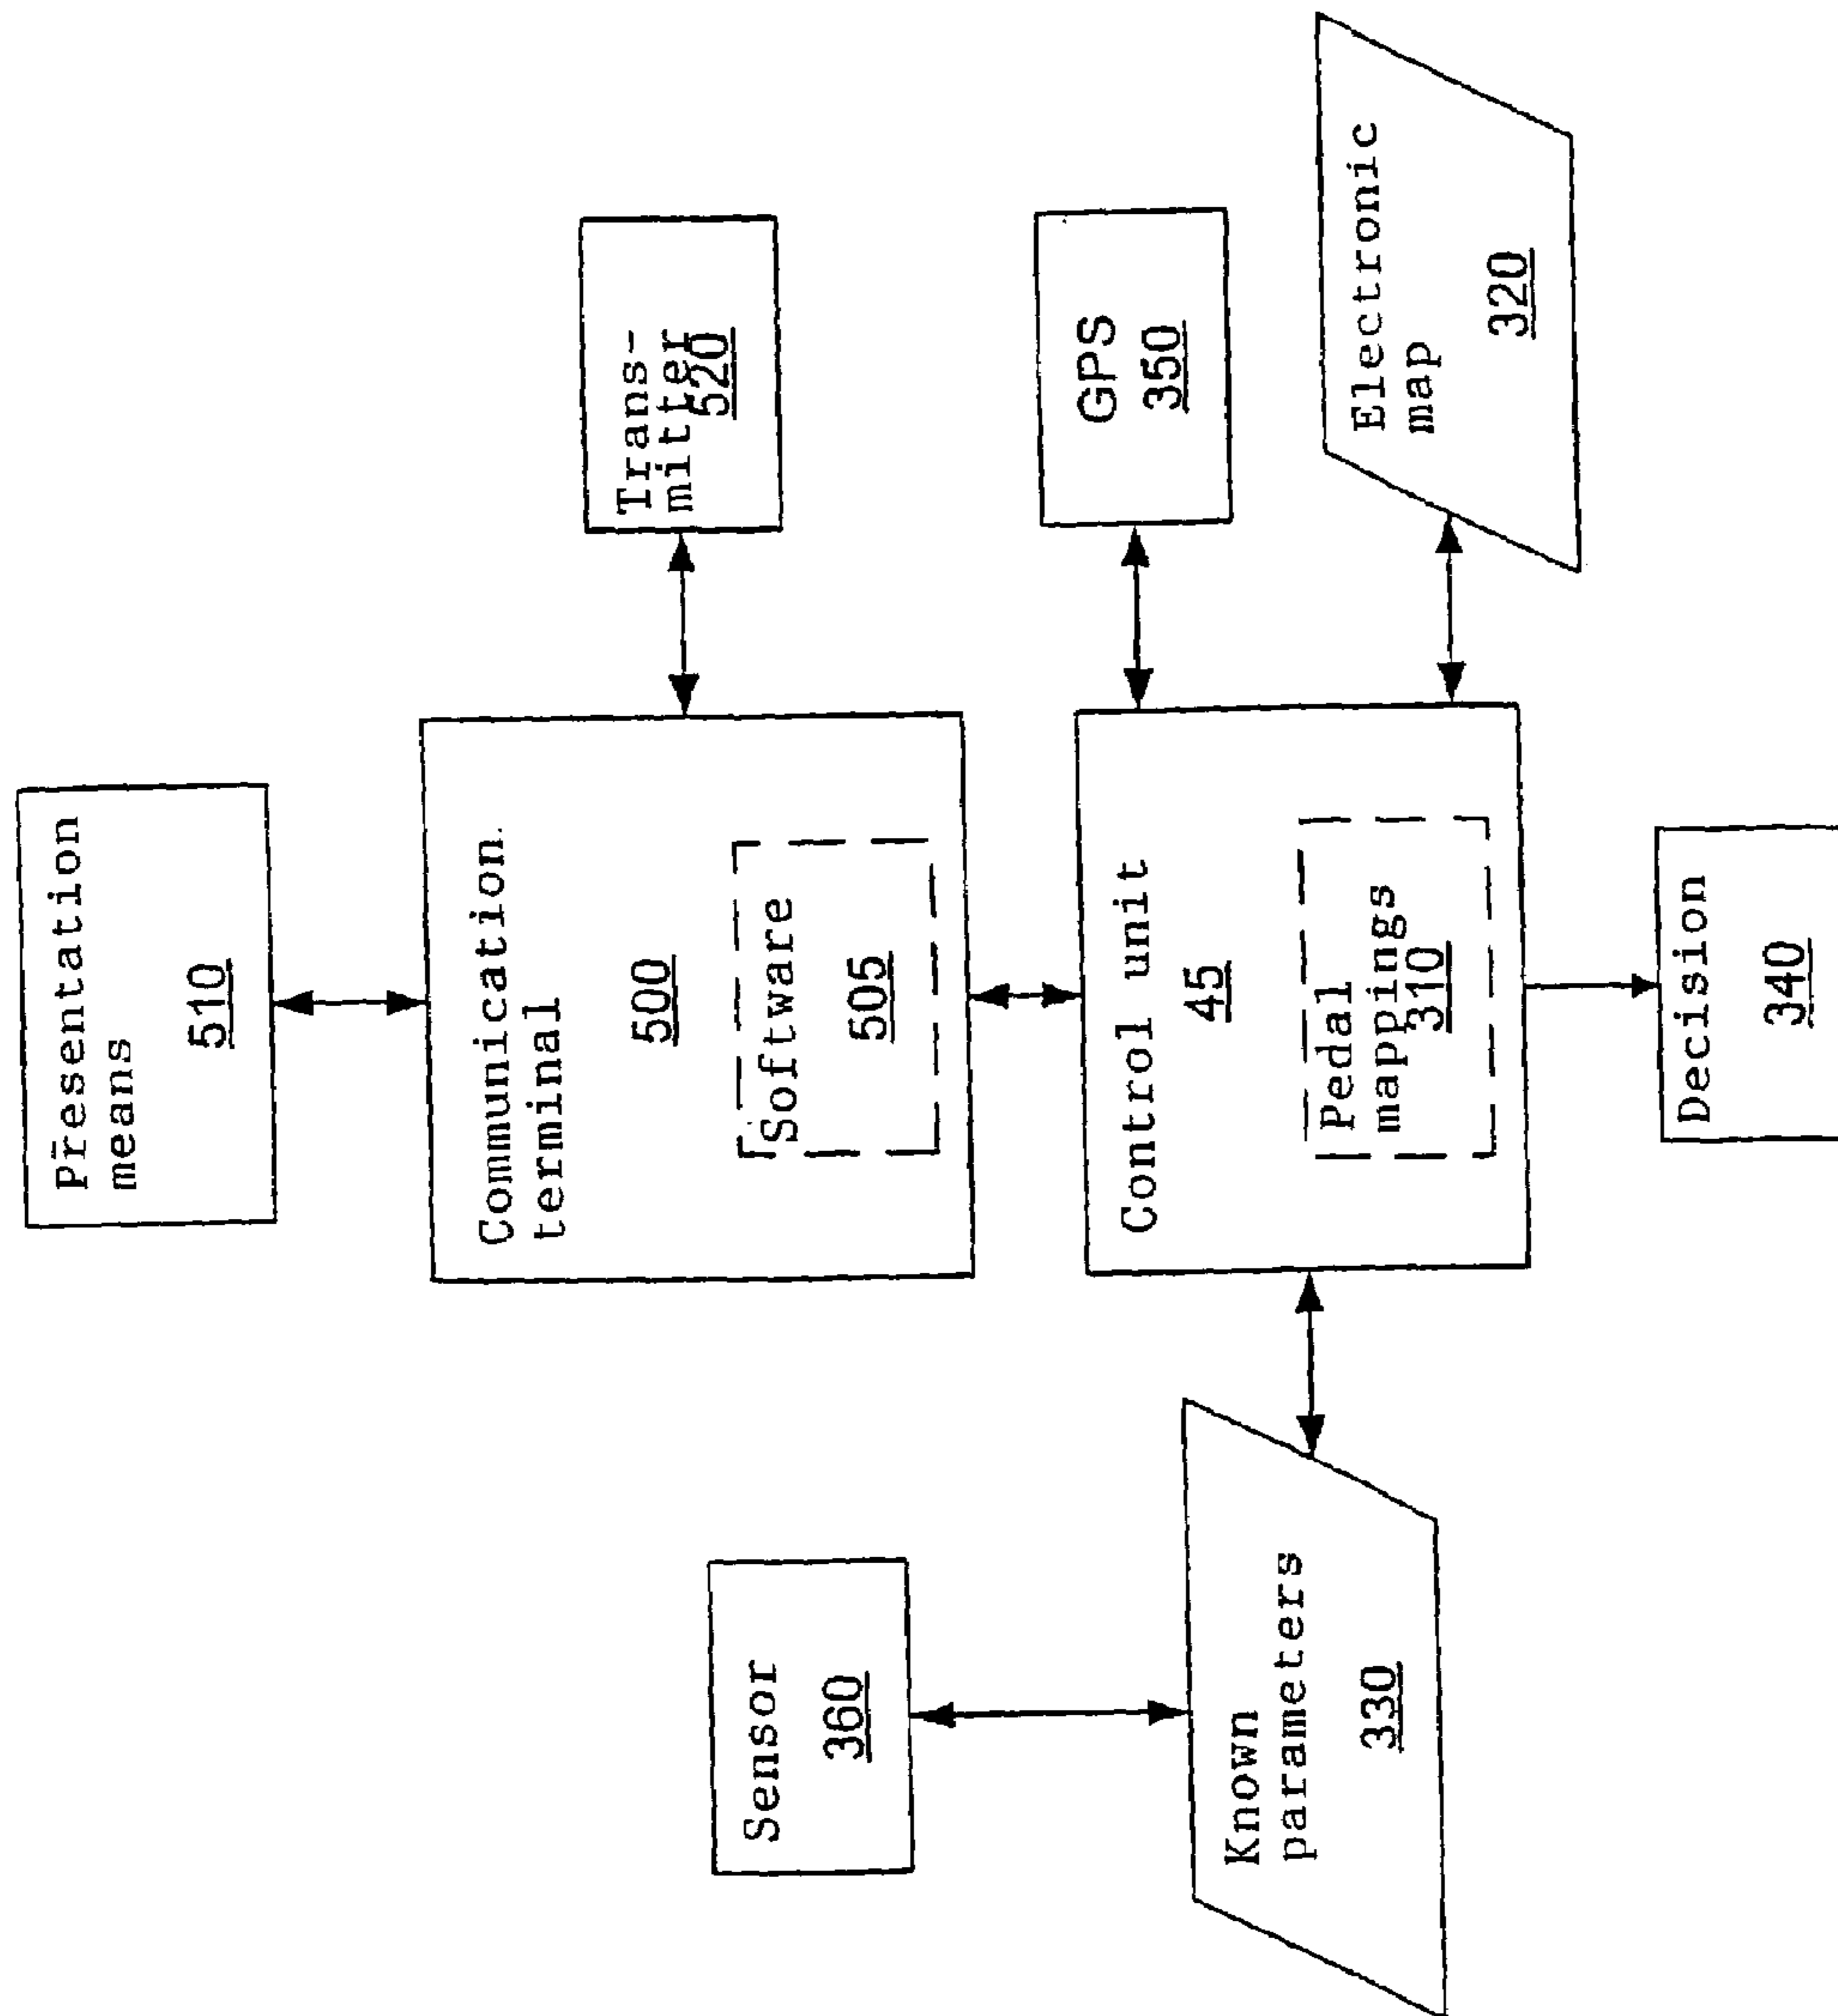 Presentation
means
510
Communication
terminal
500
Software
505
Trans-
mitter
520
Sensor
360
Known
parameters
330
Control unit
45
Pedal
mappings
310
GPS
350
Electronic
map
320
Decision
340